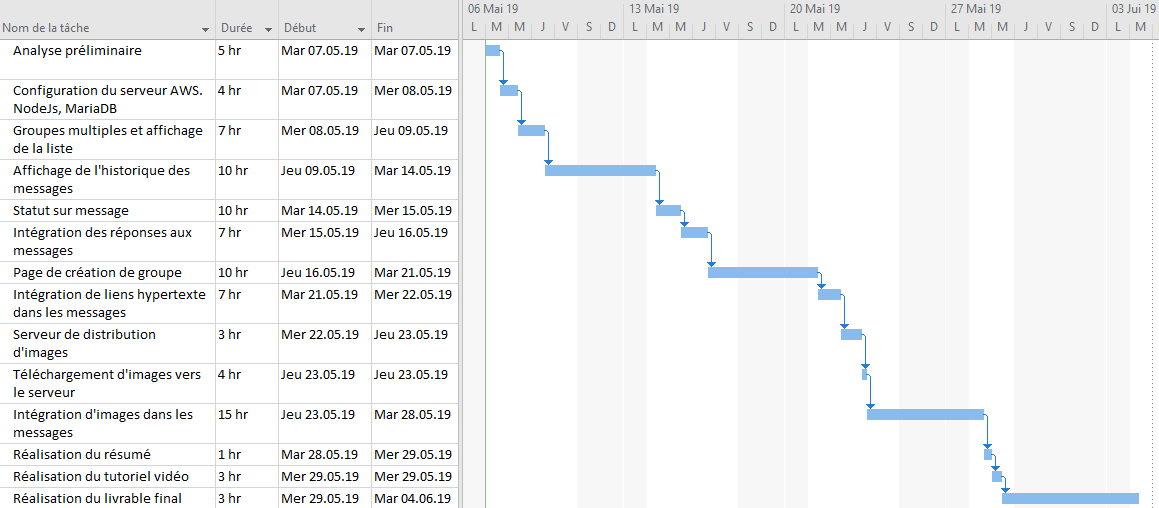 06 Mai 19 13 Mai 19 20 Mai 19 27 Mai 19 03 Jui 19
Nom de la tâche Durée Début Fin L M M J V S D L M M J V S D L M M J V S D L M M J V S D L M
Analyse préliminaire 5 hr Mar 07.05.19 Mar 07.05.19
Configuration du serveur AWS. 4 hr Mar 07.05.19 Mer 08.05.19
NodeJs, MariaDB
Groupes multiples et affichage 7 hr Mer 08.05.19 Jeu 09.05.19
de la liste
Affichage de l'historique des 10 hr Jeu 09.05.19 Mar 14.05.19
messages
Statut sur message 10 hr Mar 14.05.19 Mer 15.05.19
Intégration des réponses aux 7 hr Mer 15.05.19 Jeu 16.05.19
messages
Page de création de groupe 10 hr Jeu 16.05.19 Mar 21.05.19
Intégration de liens hypertexte 7 hr Mar 21.05.19 Mer 22.05.19
dans les messages
Serveur de distribution 3 hr Mer 22.05.19 Jeu 23.05.19
d'images
Téléchargement d'images vers 4 hr Jeu 23.05.19 Jeu 23.05.19
le serveur
Intégration d'images dans les 15 hr Jeu 23.05.19 Mar 28.05.19
messages
Réalisation du résumé 1 hr Mar 28.05.19 Mer 29.05.19
Réalisation du tutoriel vidéo 3 hr Mer 29.05.19 Mer 29.05.19
Réalisation du livrable final 3 hr Mer 29.05.19 Mar 04.06.19